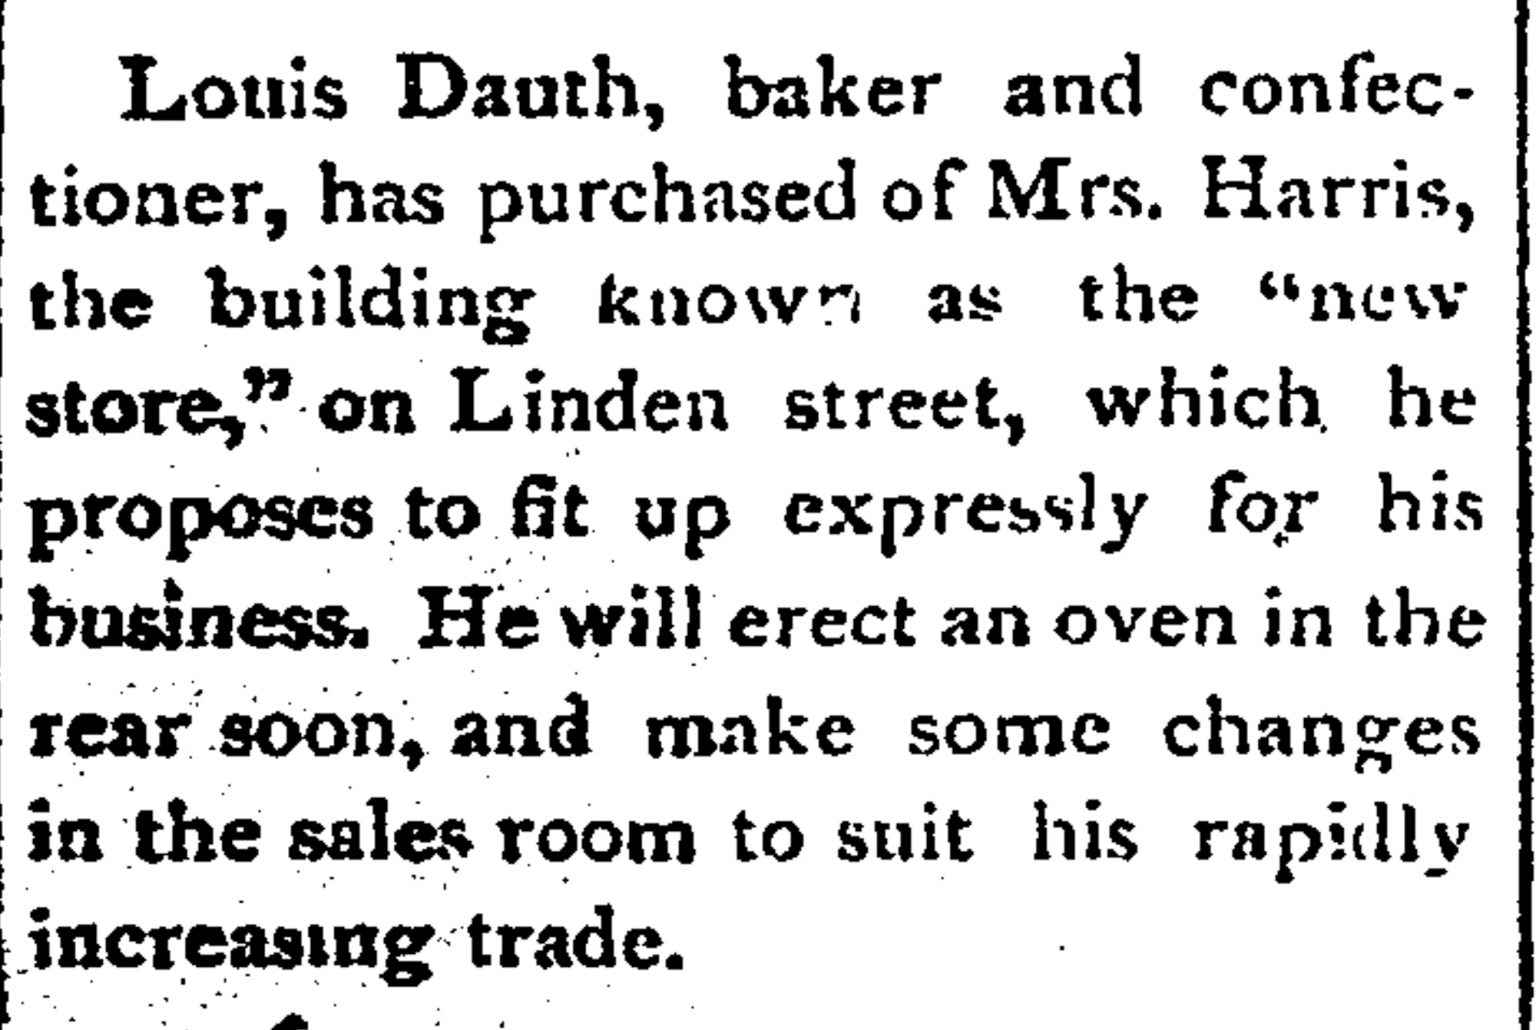 Louis Dauth, baker and confec-
tioner, has purchased of Mrs. Harris,
the building known as the "new
store," on Linden street, which he
proposes to fit up expressly for his
business. He will erect an oven in the
rear soon, and make some changes
in the sales room to suit his rapidly
increasing trade.